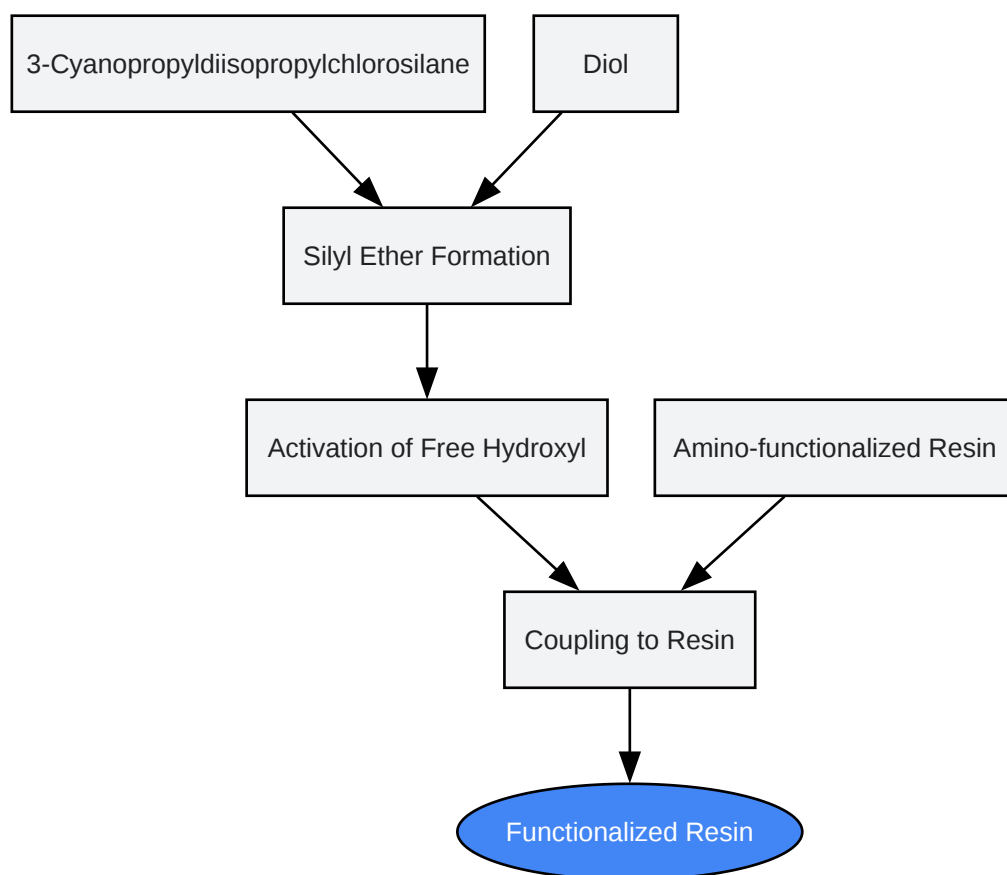 3-Cyanopropyldiisopropylchlorosilane
Diol
Silyl Ether Formation
Activation of Free Hydroxyl
Amino-functionalized Resin
Coupling to Resin
Functionalized Resin